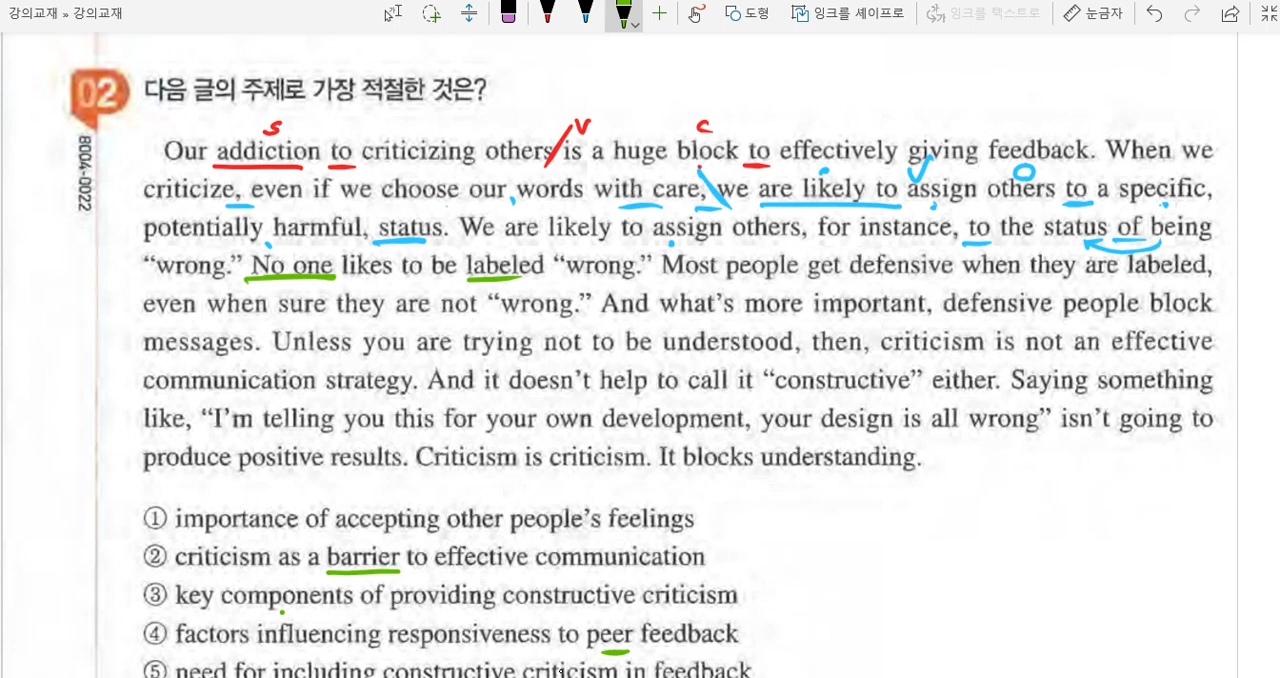 강의교재 » 강의교재
도형
잉크를 셰이프로
잉크를 텍스트로
눈금자
02
다음 글의 주제로 가장 적절한 것은?
8004-0022
S V C
Our addiction to criticizing others is a huge block to effectively giving feedback. When we
criticize, even if we choose our words with care, we are likely to assign others to a specific,
potentially harmful, status. We are likely to assign others, for instance, to the status of being
“wrong.” No one likes to be labeled “wrong.” Most people get defensive when they are labeled,
even when sure they are not “wrong.” And what’s more important, defensive people block
messages. Unless you are trying not to be understood, then, criticism is not an effective
communication strategy. And it doesn’t help to call it “constructive” either. Saying something
like, “I’m telling you this for your own development, your design is all wrong” isn’t going to
produce positive results. Criticism is criticism. It blocks understanding.
① importance of accepting other people’s feelings
② criticism as a barrier to effective communication
③ key components of providing constructive criticism
④ factors influencing responsiveness to peer feedback
⑤ need for including constructive criticism in feedback